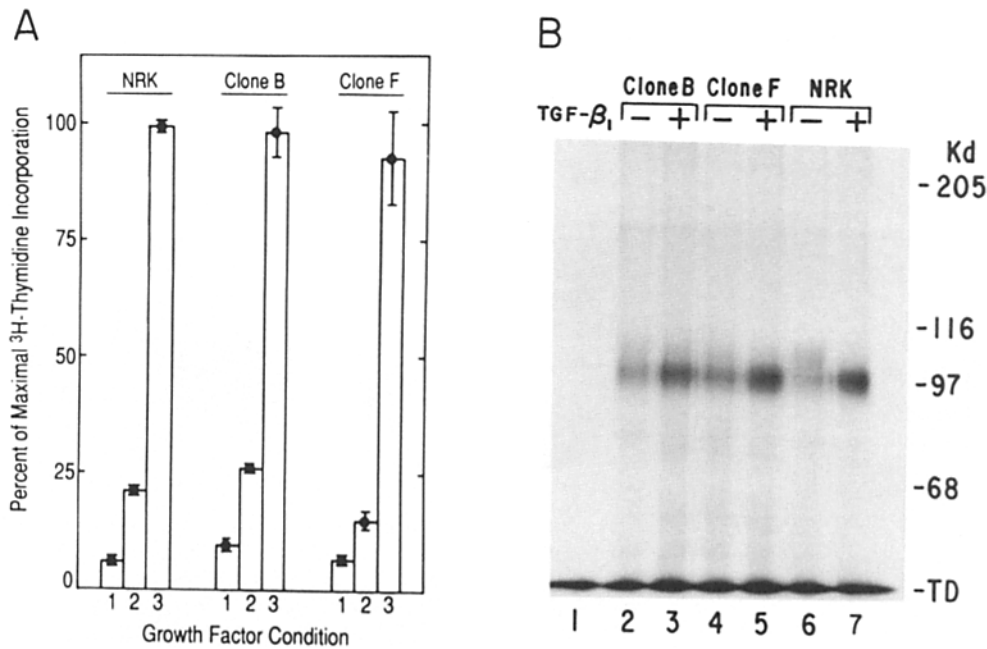 A
Percent of Maximal ³H-Thymidine Incorporation
100
75
50
25
0
NRK
Clone B
Clone F
1 2 3
1 2 3
1 2 3
Growth Factor Condition
B
Clone B Clone F NRK
TGF-β₁ - + - + - +
Kd
-205
-116
-97
-68
-TD
1 2 3 4 5 6 7